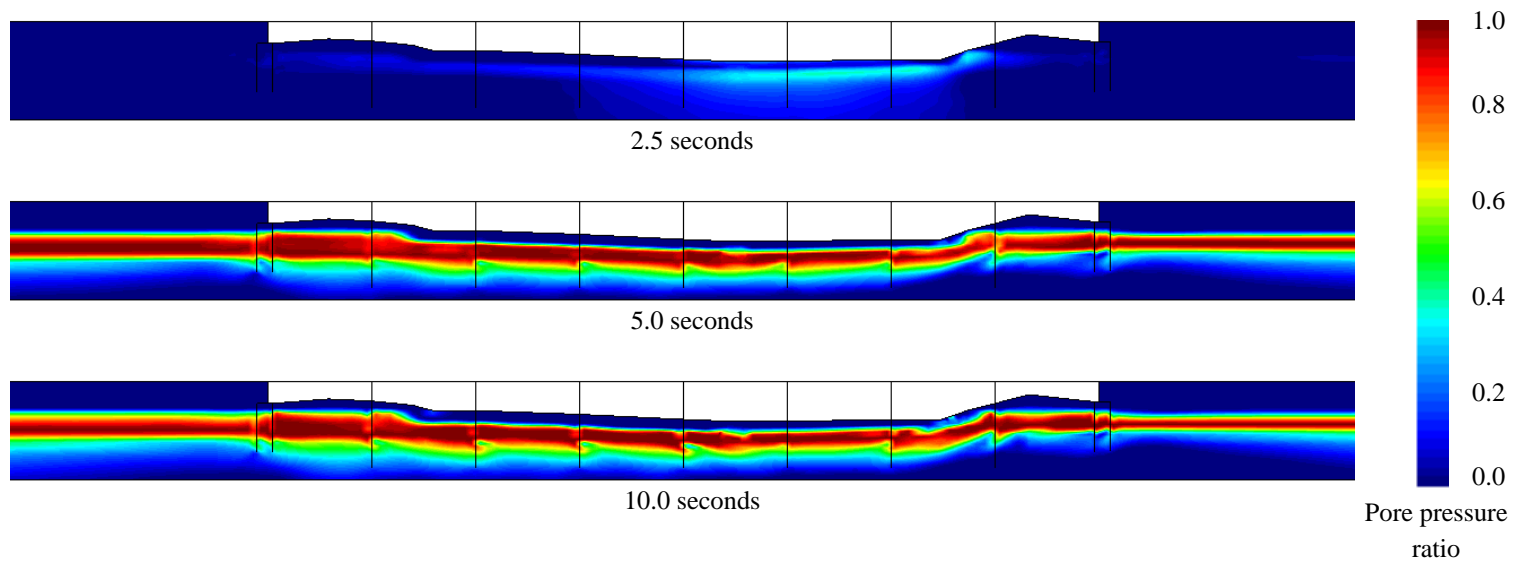 2.5 seconds
5.0 seconds
10.0 seconds
1.0
0.8
0.6
0.4
0.2
0.0
Pore pressure
ratio